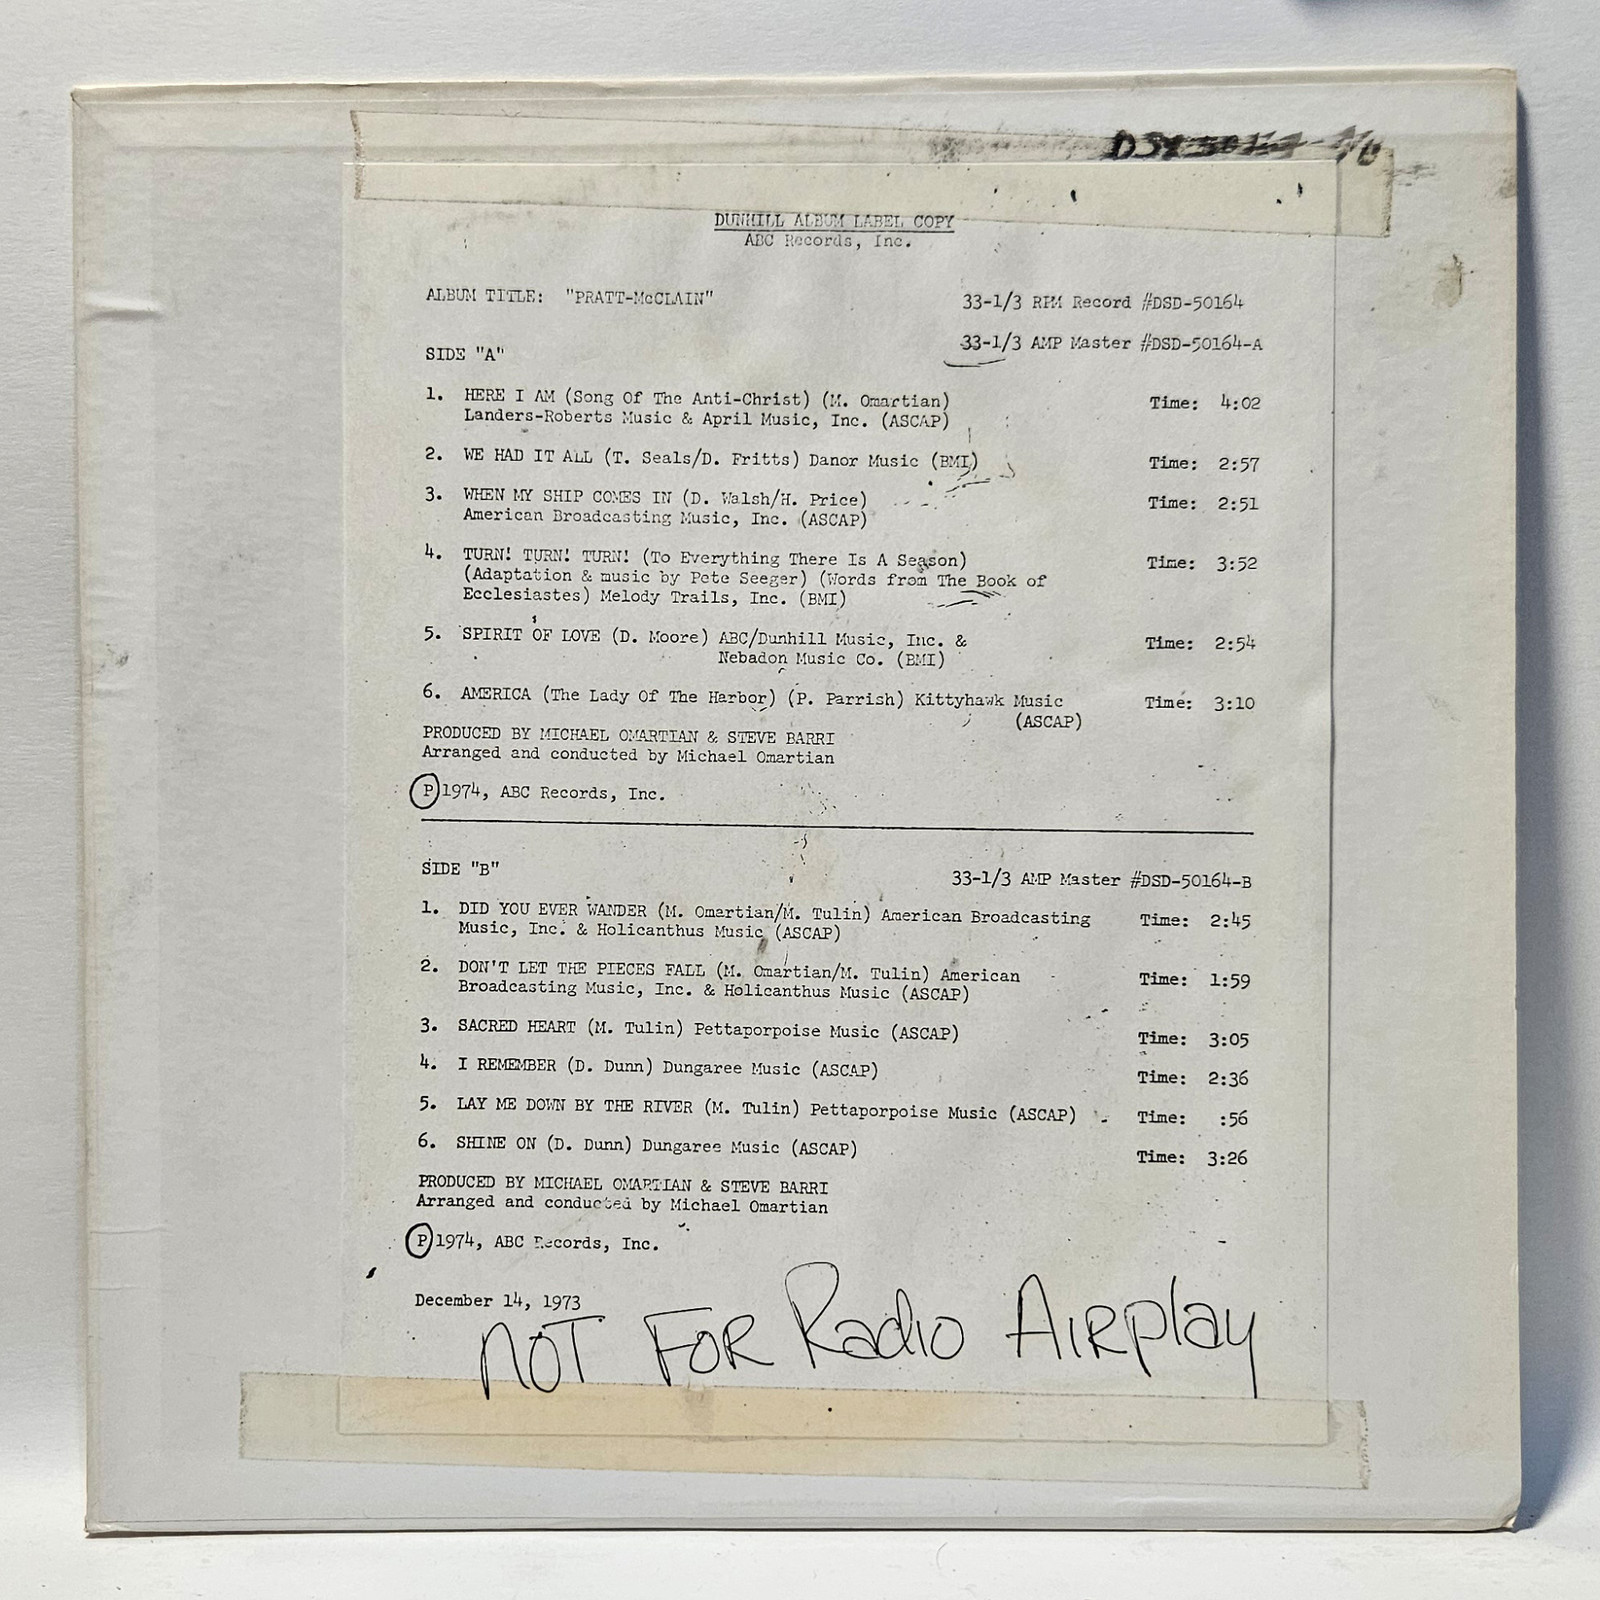 DUNHILL ALBUM LABEL COPY
ABC Records, Inc.
ALBUM TITLE: "PRATT-McCLAIN" 33-1/3 RPM Record #DSD-50164
33-1/3 AMP Master #DSD-50164-A
SIDE "A"
1. HERE I AM (Song Of The Anti-Christ) (M. Omartian) Time: 4:02
Landers-Roberts Music & April Music, Inc. (ASCAP)
2. WE HAD IT ALL (T. Seals/D. Fritts) Danor Music (BMI) Time: 2:57
3. WHEN MY SHIP COMES IN (D. Walsh/H. Price) Time: 2:51
American Broadcasting Music, Inc. (ASCAP)
4. TURN! TURN! TURN! (To Everything There Is A Season) Time: 3:52
(Adaptation & music by Pete Seeger) (Words from The Book of
Ecclesiastes) Melody Trails, Inc. (BMI)
5. SPIRIT OF LOVE (D. Moore) ABC/Dunhill Music, Inc. & Time: 2:54
Nebadon Music Co. (BMI)
6. AMERICA (The Lady Of The Harbor) (P. Parrish) Kittyhawk Music Time: 3:10
(ASCAP)
PRODUCED BY MICHAEL OMARTIAN & STEVE BARRI
Arranged and conducted by Michael Omartian
Ⓟ1974, ABC Records, Inc.
SIDE "B" 33-1/3 AMP Master #DSD-50164-B
1. DID YOU EVER WANDER (M. Omartian/M. Tulin) American Broadcasting Time: 2:45
Music, Inc. & Holicanthus Music (ASCAP)
2. DON'T LET THE PIECES FALL (M. Omartian/M. Tulin) American Time: 1:59
Broadcasting Music, Inc. & Holicanthus Music (ASCAP)
3. SACRED HEART (M. Tulin) Pettaporpoise Music (ASCAP) Time: 3:05
4. I REMEMBER (D. Dunn) Dungaree Music (ASCAP) Time: 2:36
5. LAY ME DOWN BY THE RIVER (M. Tulin) Pettaporpoise Music (ASCAP) Time: :56
6. SHINE ON (D. Dunn) Dungaree Music (ASCAP) Time: 3:26
PRODUCED BY MICHAEL OMARTIAN & STEVE BARRI
Arranged and conducted by Michael Omartian
Ⓟ1974, ABC Records, Inc.
December 14, 1973
NOT FOR Radio AIRplay